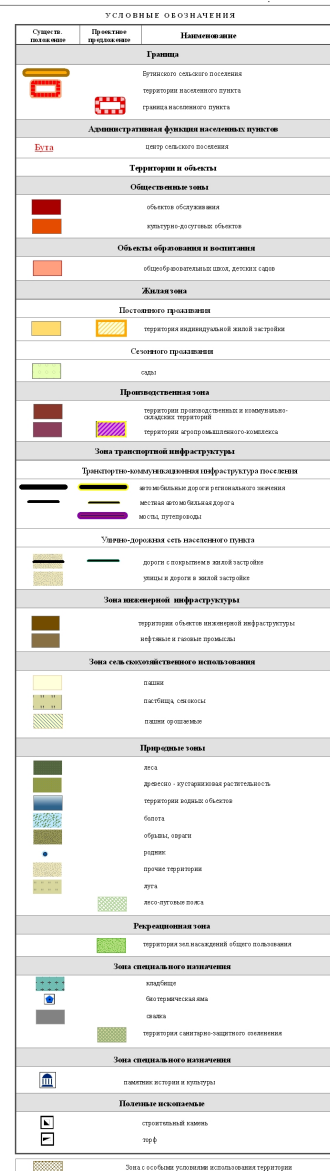 УСЛОВНЫЕ ОБОЗНАЧЕНИЯ
Существ. положение Проектное предложение Наименование
Граница
Бутинского сельского поселения
территории населенного пункта
граница населенного пункта
Административная функция населенных пунктов
Бута центр сельского поселения
Территории и объекты
Общественные зоны
объектов обслуживания
культурно-досуговых объектов
Объекты образования и воспитания
общеобразовательных школ, детских садов
Жилая зона
Постоянного проживания
территория индивидуальной жилой застройки
Сезонного проживания
сады
Производственная зона
территории производственных и коммунально-
складских территорий
территории агропромышленного-комплекса
Зона транспортной инфраструктуры
Транспортно-коммуникационная инфраструктура поселения
автомобильные дороги регионального значения
местная автомобильная дорога
мосты, путепроводы
Улично-дорожная сеть населенного пункта
дороги с покрытием в жилой застройке
улицы и дороги в жилой застройке
Зона инженерной инфраструктуры
территории объектов инженерной инфраструктуры
нефтяные и газовые промыслы
Зона сельскохозяйственного использования
пашни
пастбища, сенокосы
пашни орошаемые
Природные зоны
леса
древесно - кустарниковая растительность
территории водных объектов
болота
обрывы, овраги
родник
прочие территории
луга
лесо-луговые пояса
Рекреационная зона
территория зел.насаждений общего пользования
Зона специального назначения
кладбище
биотермическая яма
свалка
территория санитарно-защитного озеленения
Зона специального назначения
памятник истории и культуры
Полезные ископаемые
строительный камень
торф
Зона с особыми условиями использования территории